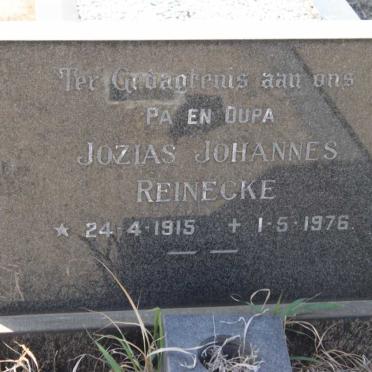 Ter Gedagtenis aan ons
PA EN OUPA
JOZIAS JOHANNES
REINECKE
★ 24-4-1915 + 1-5-1976